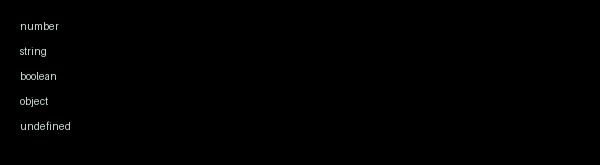 number
string
boolean
object
undefined